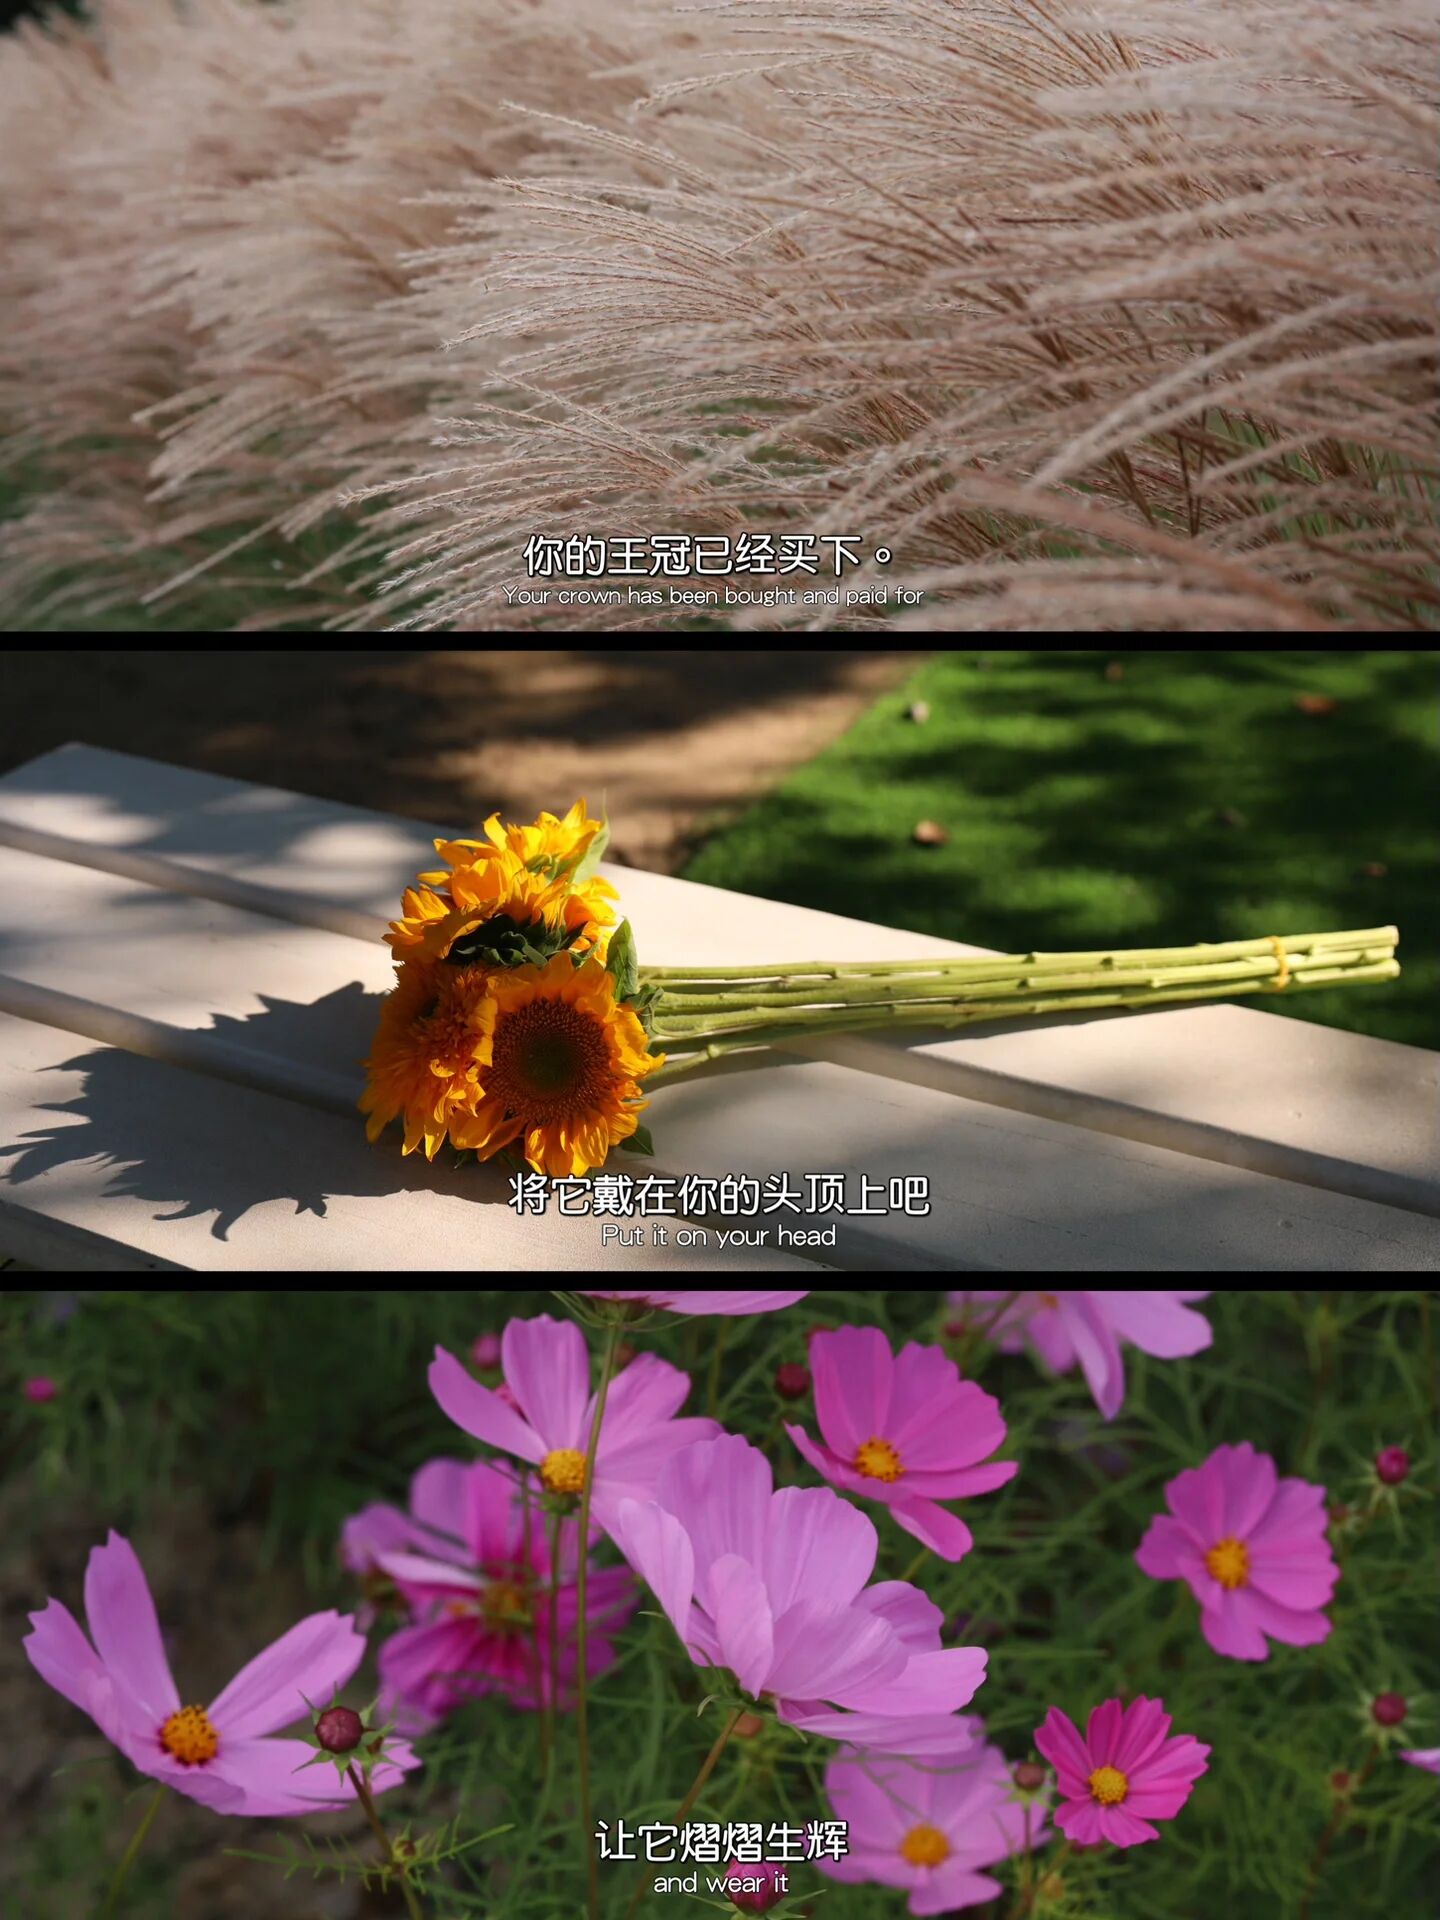 你的王冠已经买下。
Your crown has been bought and paid for
将它戴在你的头顶上吧
Put it on your head
让它熠熠生辉
and wear it